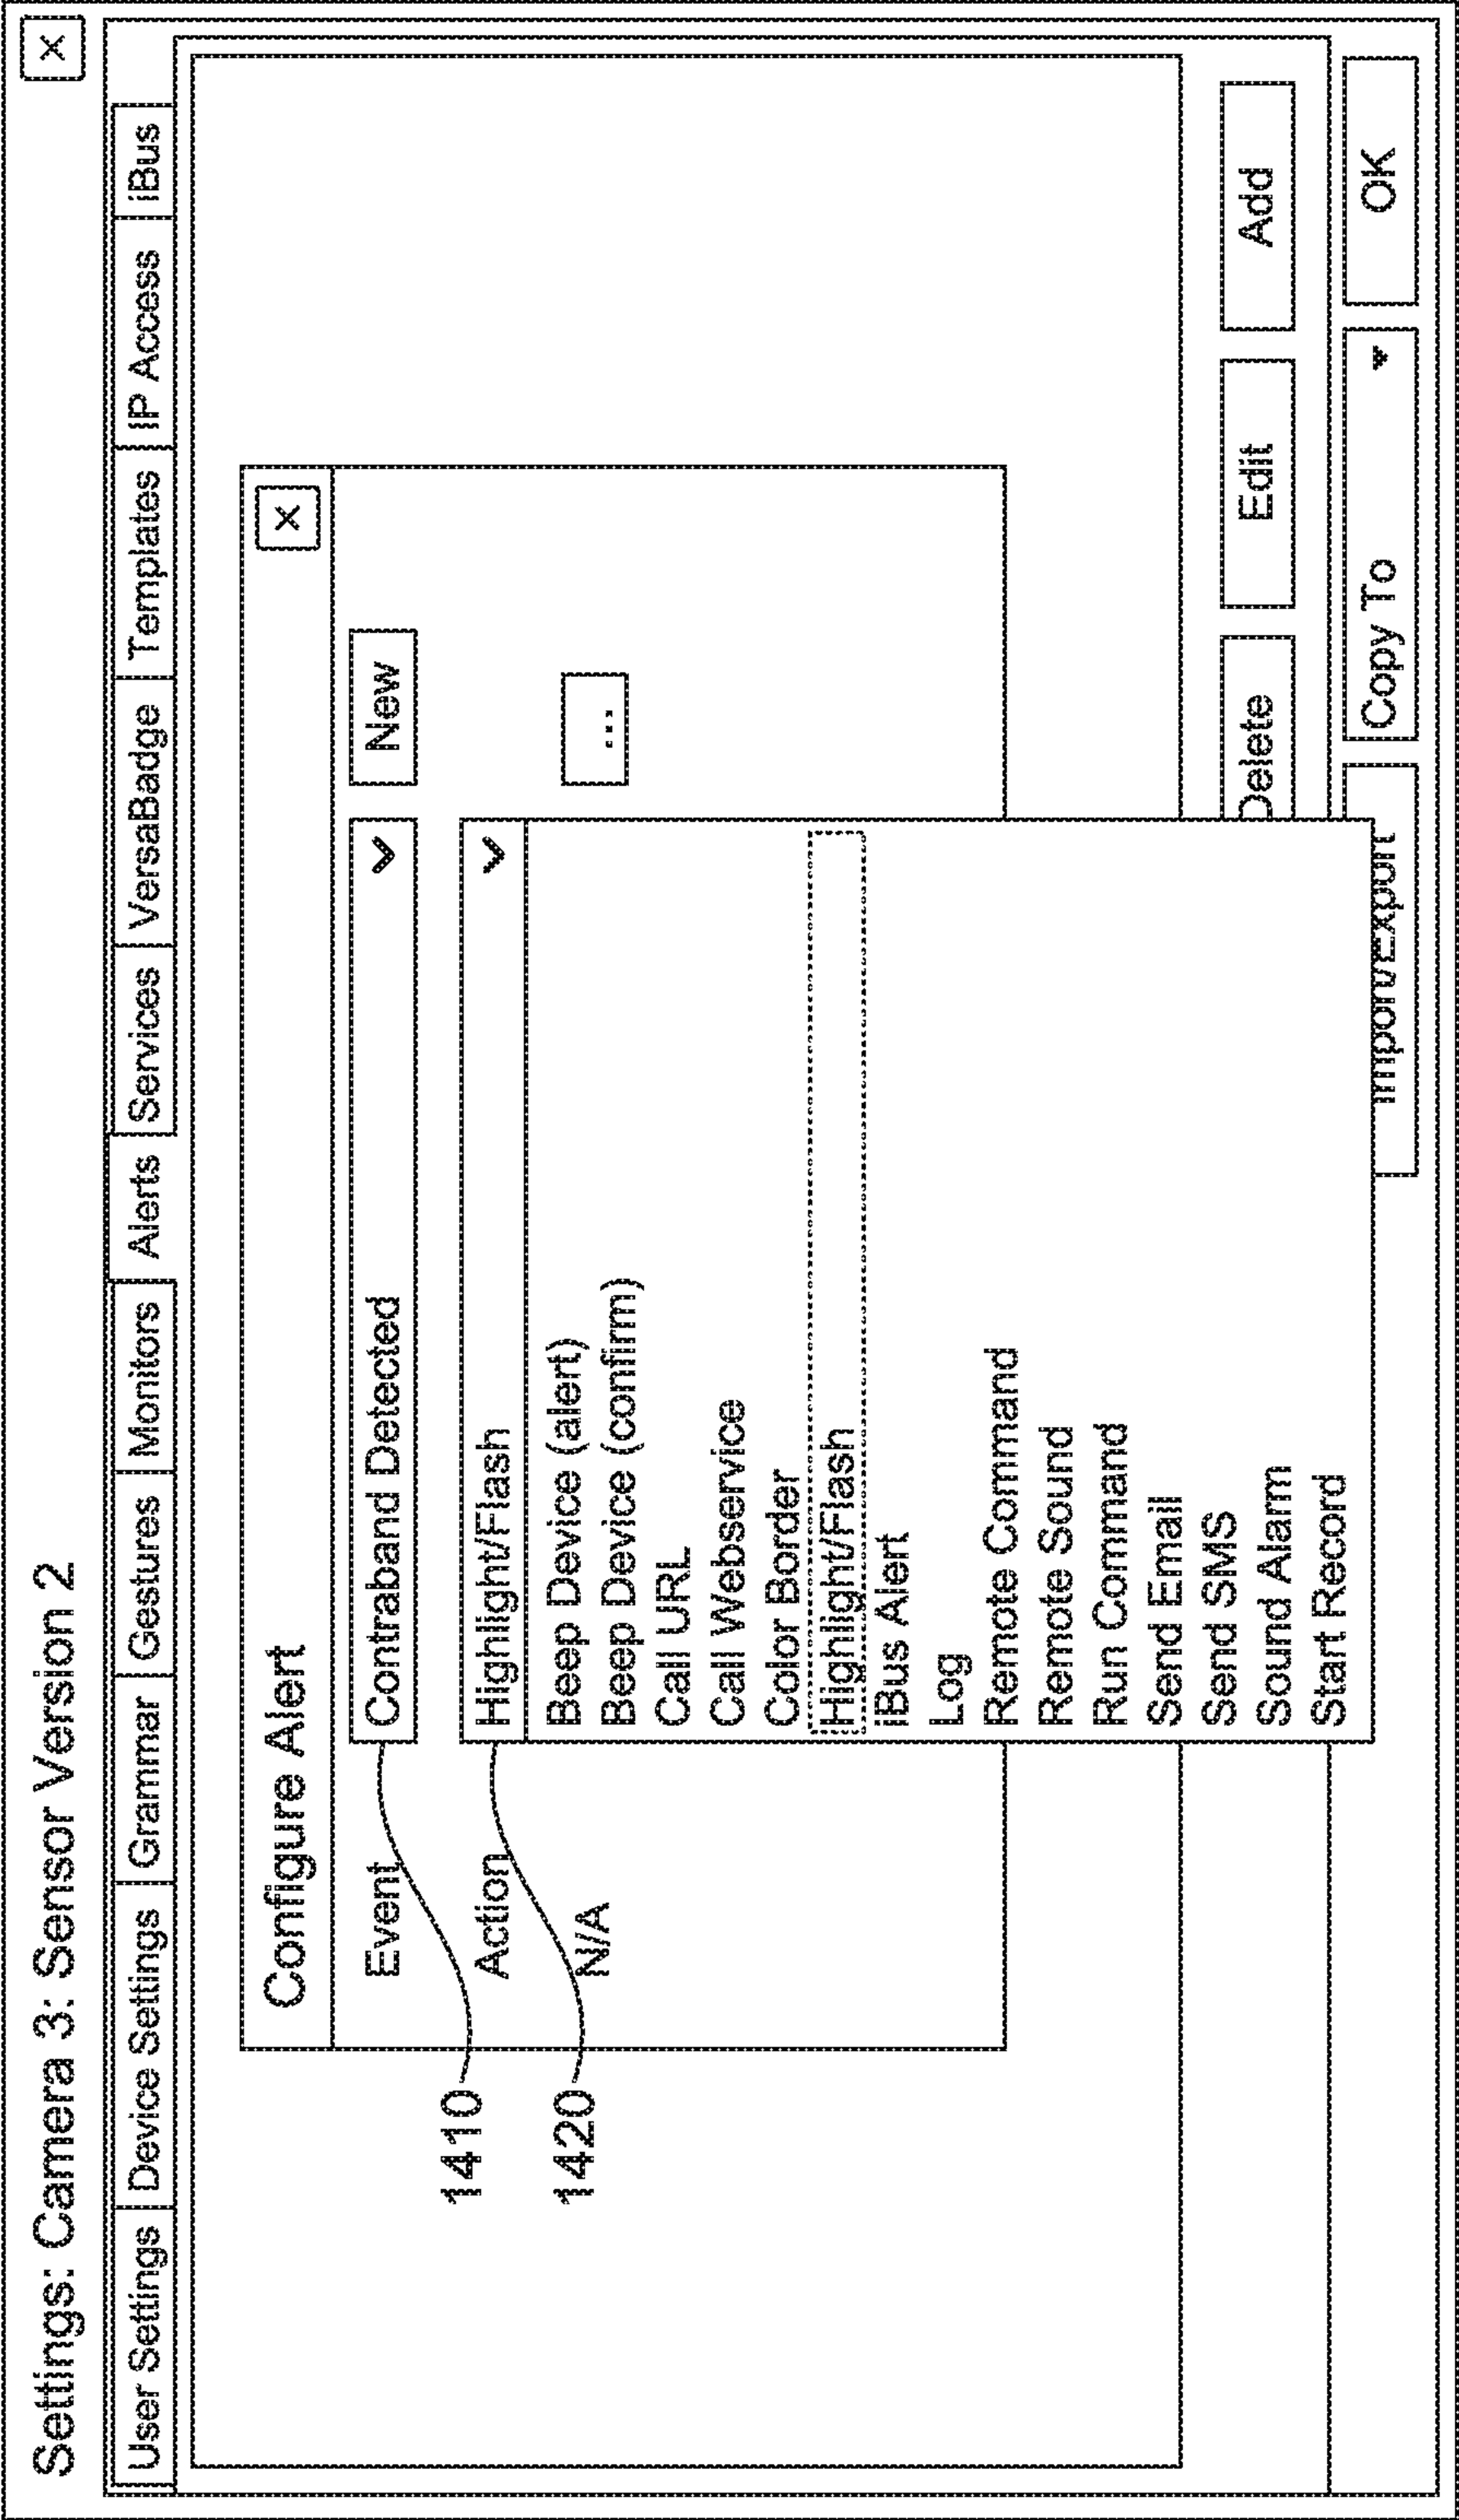 Settings: Camera 3: Sensor Version 2
X
User Settings Device Settings Grammar Gestures Monitors Alerts Services VersaBadge Templates IP Access iBus
Configure Alert
X
Event Contraband Detected New
1410
Action Highlight/Flash
1420
N/A ...
Beep Device (alert)
Beep Device (confirm)
Call URL
Call Webservice
Color Border
Highlight/Flash
iBus Alert
Log
Remote Command
Remote Sound
Run Command
Send Email
Send SMS
Sound Alarm
Start Record
Delete Edit Add
Import/Export Copy To OK